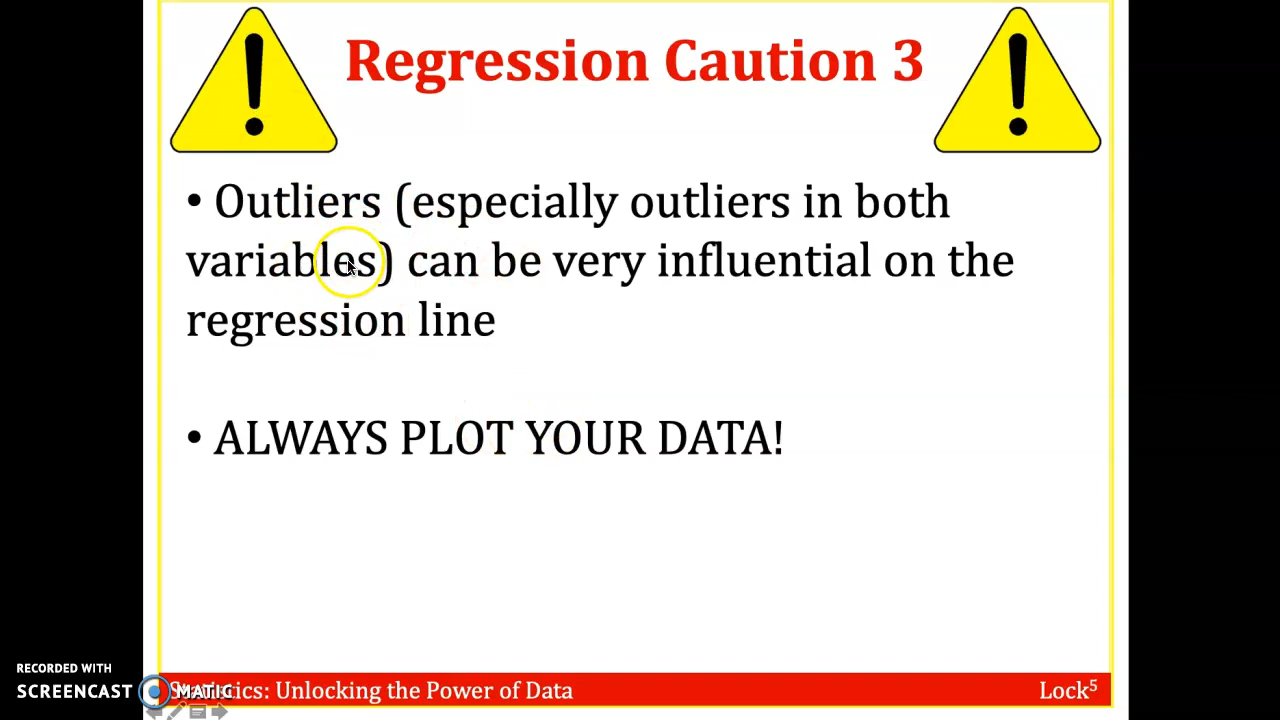 Regression Caution 3
• Outliers (especially outliers in both
variables) can be very influential on the
regression line
• ALWAYS PLOT YOUR DATA!
RECORDED WITH
SCREENCAST MATIC
Statistics: Unlocking the Power of Data
Lock⁵